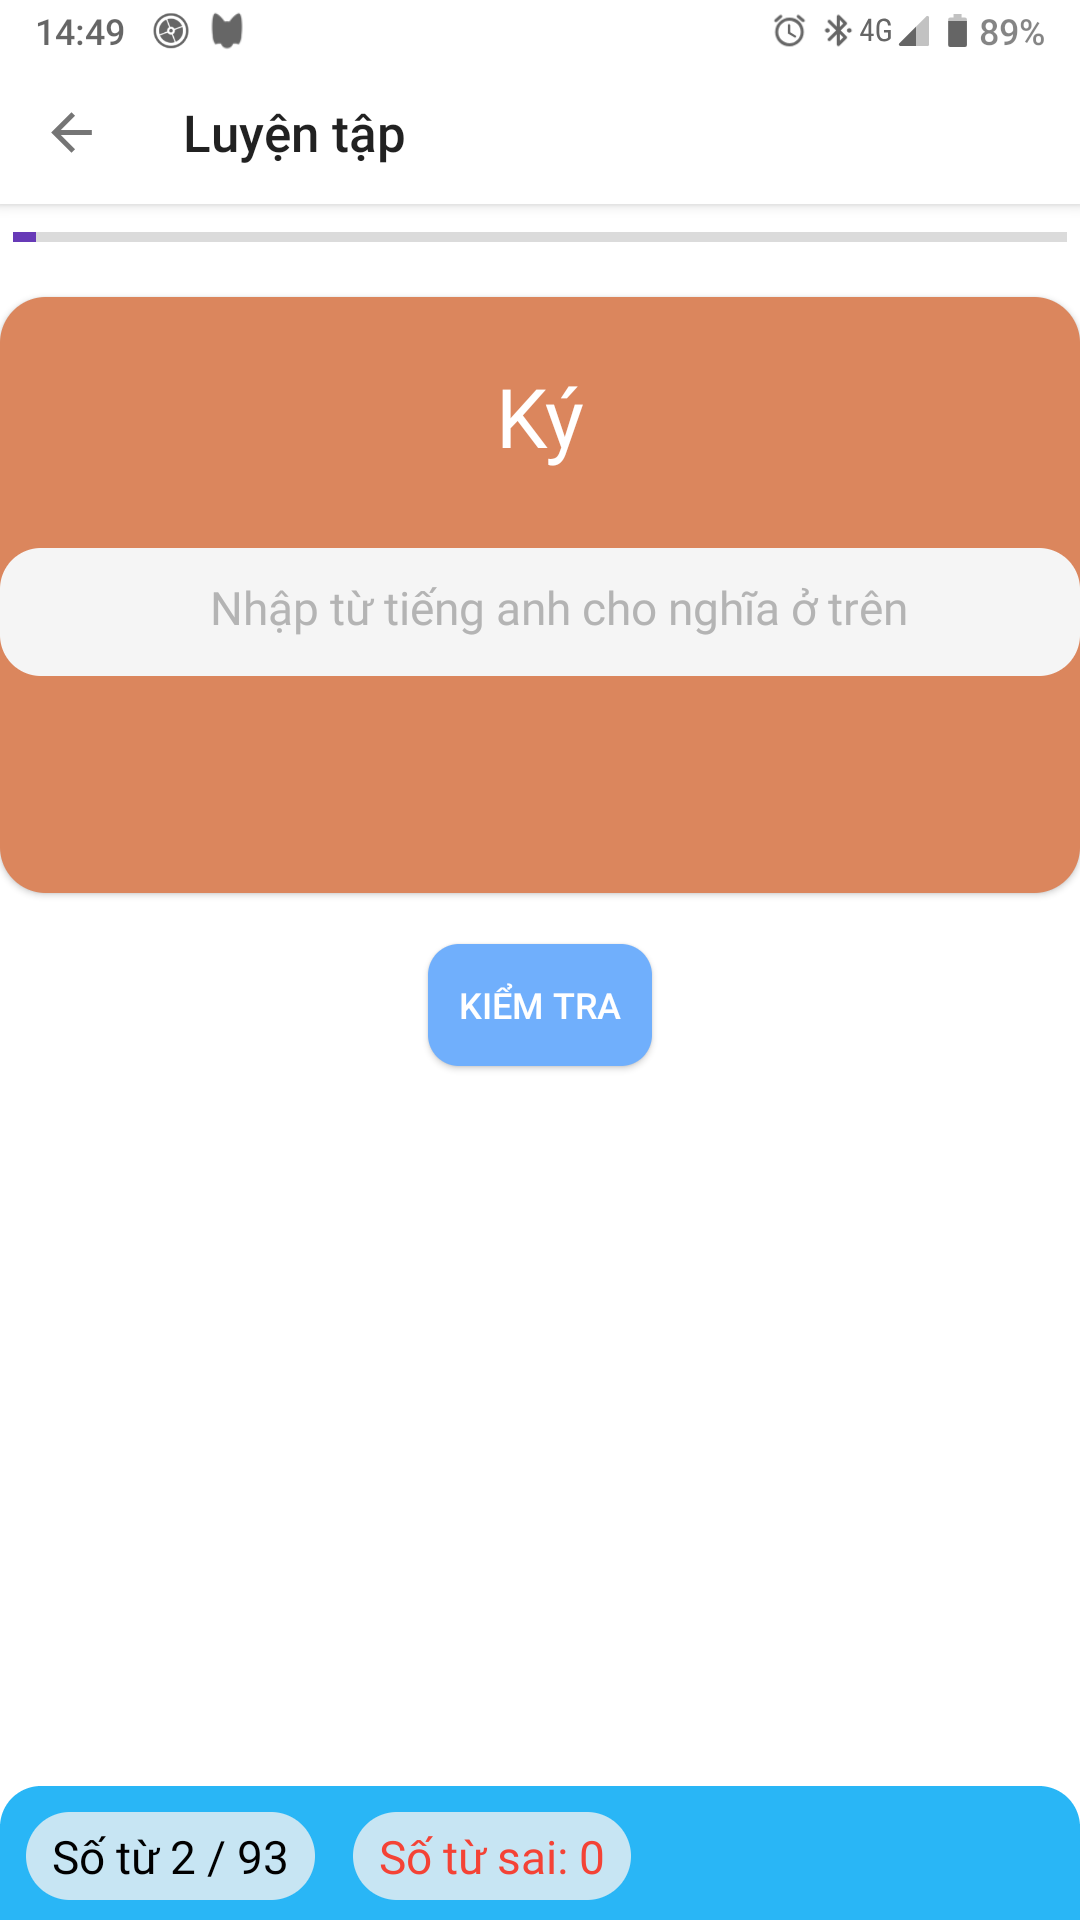 14:49 4G 89%
Luyện tập
Ký
Nhập từ tiếng anh cho nghĩa ở trên
KIỂM TRA
Số từ 2 / 93 Số từ sai: 0